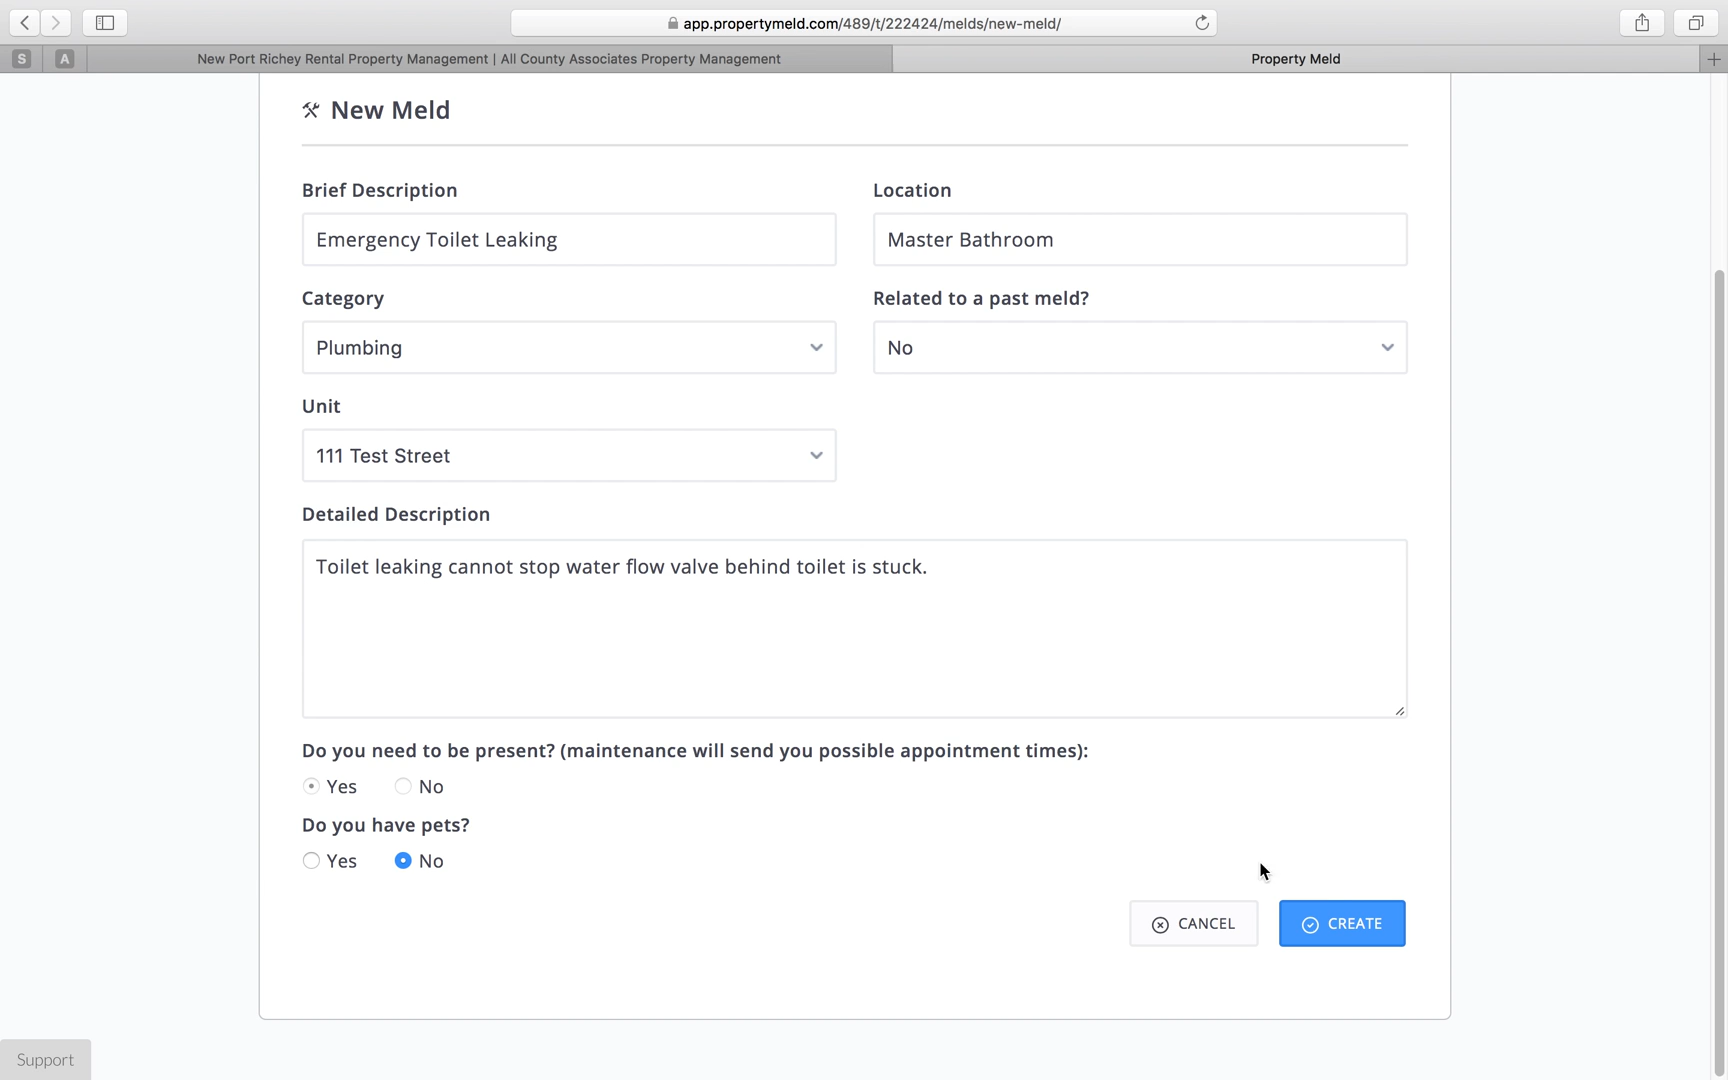 app.propertymeld.com/489/t/222424/melds/new-meld/
S
A
New Port Richey Rental Property Management | All County Associates Property Management
Property Meld
New Meld
Brief Description
Location
Emergency Toilet Leaking
Master Bathroom
Category
Related to a past meld?
Plumbing
No
Unit
111 Test Street
Detailed Description
Toilet leaking cannot stop water flow valve behind toilet is stuck.
Do you need to be present? (maintenance will send you possible appointment times):
Yes No
Do you have pets?
Yes No
CANCEL
CREATE
Support